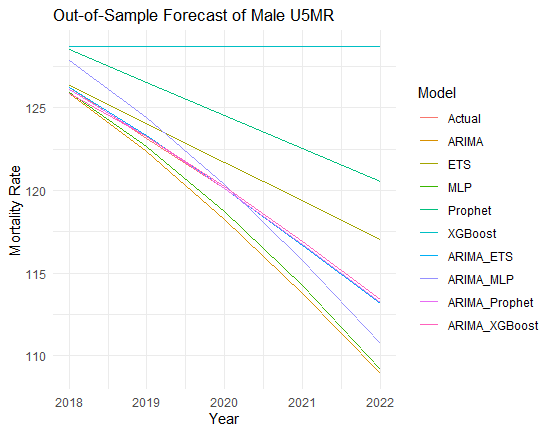 Out-of-Sample Forecast of Male U5MR
Mortality Rate
125
120
115
110
2018
2019
2020
2021
2022
Year
Model
Actual
ARIMA
ETS
MLP
Prophet
XGBoost
ARIMA_ETS
ARIMA_MLP
ARIMA_Prophet
ARIMA_XGBoost